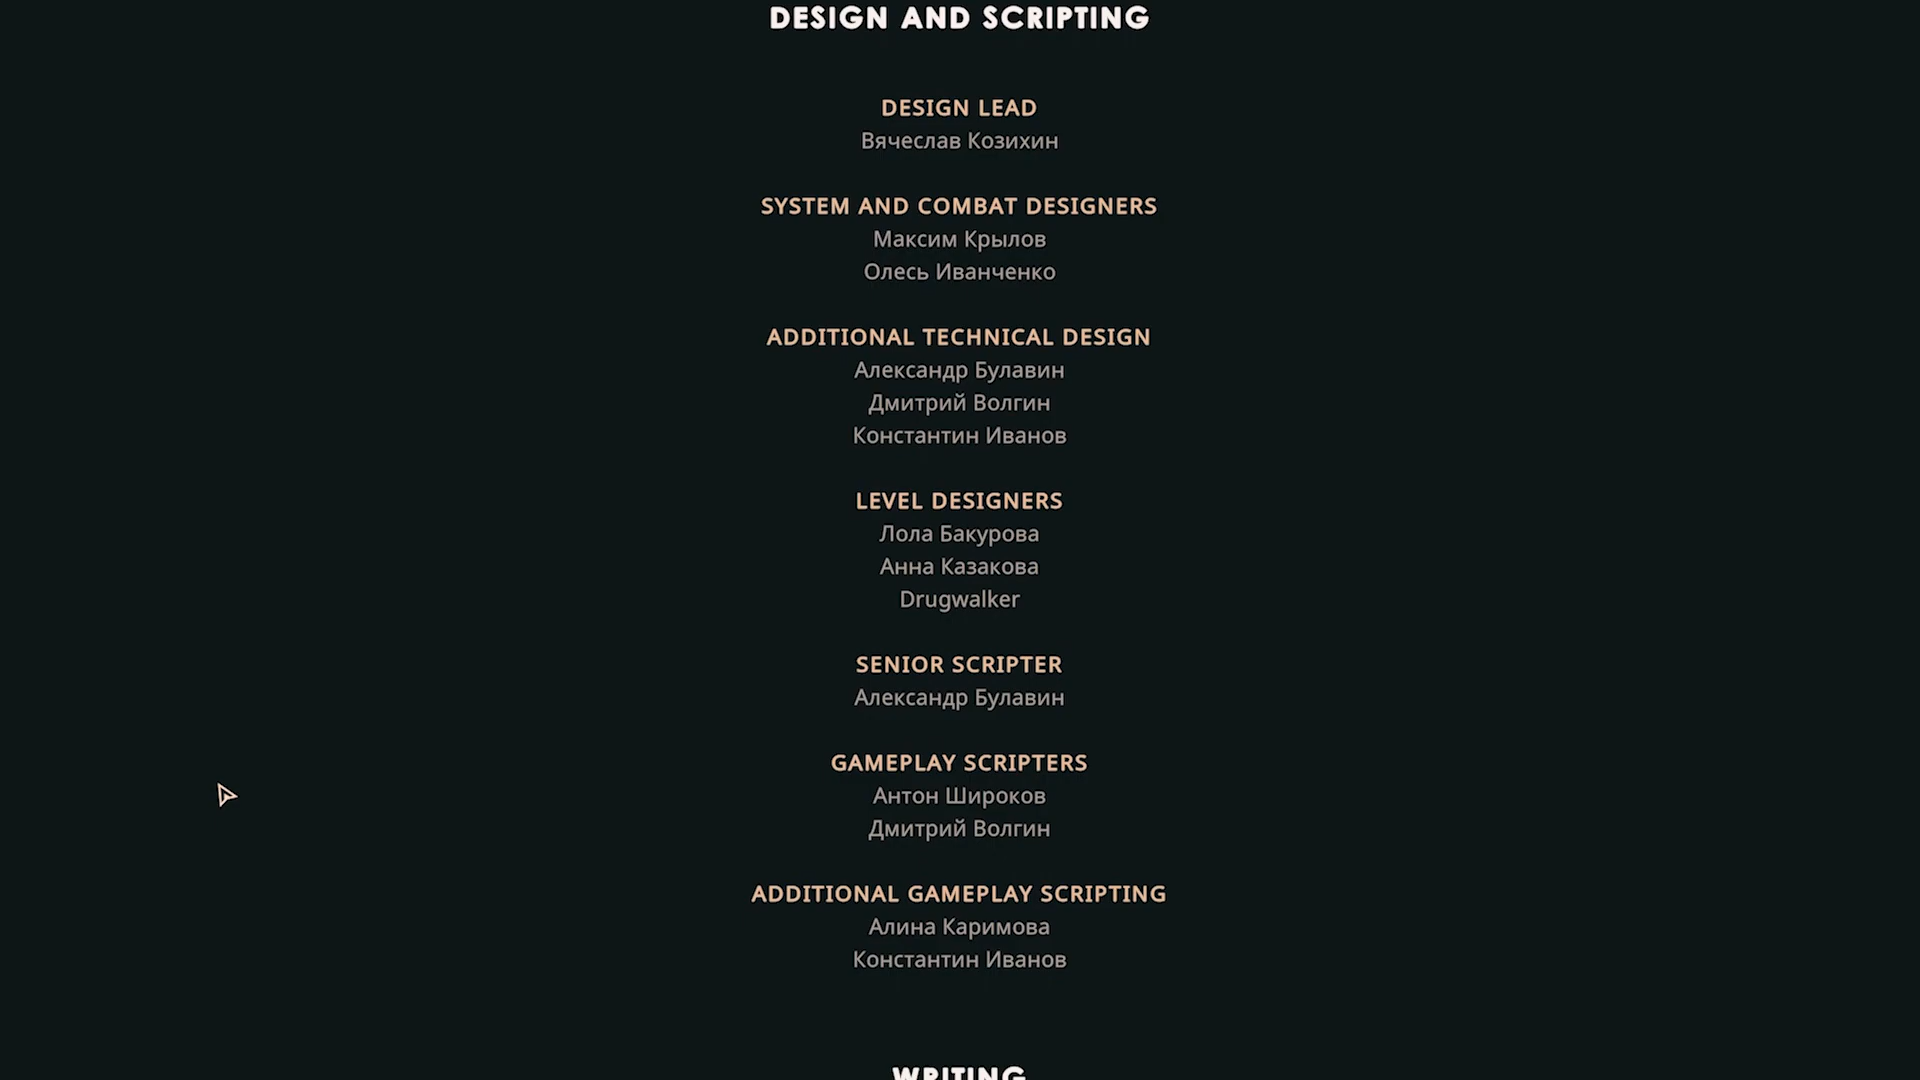 DESIGN AND SCRIPTING
DESIGN LEAD
Вячеслав Козихин
SYSTEM AND COMBAT DESIGNERS
Максим Крылов
Олесь Иванченко
ADDITIONAL TECHNICAL DESIGN
Александр Булавин
Дмитрий Волгин
Константин Иванов
LEVEL DESIGNERS
Лола Бакурова
Анна Казакова
Drugwalker
SENIOR SCRIPTER
Александр Булавин
GAMEPLAY SCRIPTERS
Антон Широков
Дмитрий Волгин
ADDITIONAL GAMEPLAY SCRIPTING
Алина Каримова
Константин Иванов
WRITING